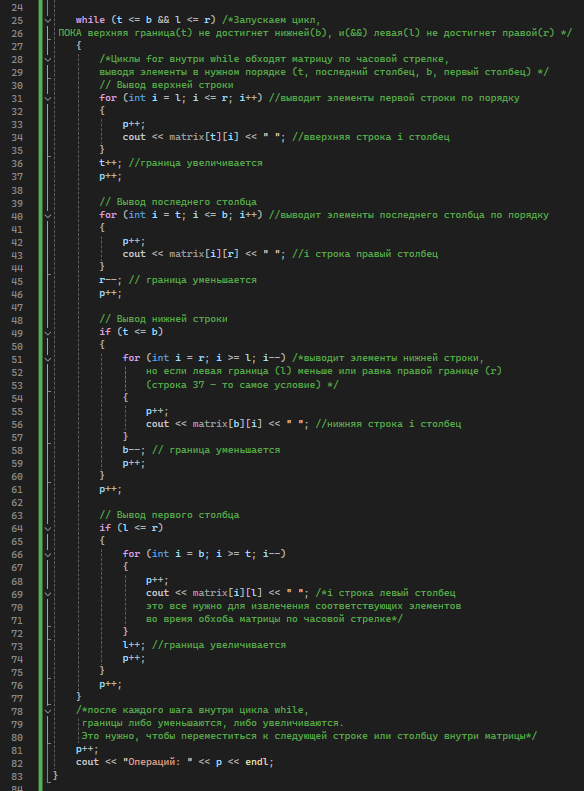 24
25 while (t <= b && l <= r) /*Запускаем цикл,
26 ПОКА верхняя граница(t) не достигнет нижней(b), и(&&) левая(l) не достигнет правой(r) */
27 {
28 /*Циклы for внутри while обходят матрицу по часовой стрелке,
29 выводя элементы в нужном порядке (t, последний столбец, b, первый столбец) */
30 // Вывод верхней строки
31 for (int i = l; i <= r; i++) //выводит элементы первой строки по порядку
32 {
33 p++;
34 cout << matrix[t][i] << " "; //вверхняя строка i столбец
35 }
36 t++; //граница увеличивается
37 p++;
38
39 // Вывод последнего столбца
40 for (int i = t; i <= b; i++) //выводит элементы последнего столбца по порядку
41 {
42 p++;
43 cout << matrix[i][r] << " "; //i строка правый столбец
44 }
45 r--; // граница уменьшается
46 p++;
47
48 // Вывод нижней строки
49 if (t <= b)
50 {
51 for (int i = r; i >= l; i--) /*выводит элементы нижней строки,
52 но если левая граница (l) меньше или равна правой границе (r)
53 (строка 37 - то самое условие) */
54 {
55 p++;
56 cout << matrix[b][i] << " "; //нижняя строка i столбец
57 }
58 b--; // граница уменьшается
59 p++;
60 }
61 p++;
62
63 // Вывод первого столбца
64 if (l <= r)
65 {
66 for (int i = b; i >= t; i--)
67 {
68 p++;
69 cout << matrix[i][l] << " "; /*i строка левый столбец
70 это все нужно для извлечения соответствующих элементов
71 во время обхоба матрицы по часовой стрелке*/
72 }
73 l++; //граница увеличивается
74 p++;
75 }
76 p++;
77 }
78 /*после каждого шага внутри цикла while,
79 границы либо уменьшаются, либо увеличиваются.
80 Это нужно, чтобы переместиться к следующей строке или столбцу внутри матрицы*/
81 p++;
82 cout << "Операций: " << p << endl;
83 }
84